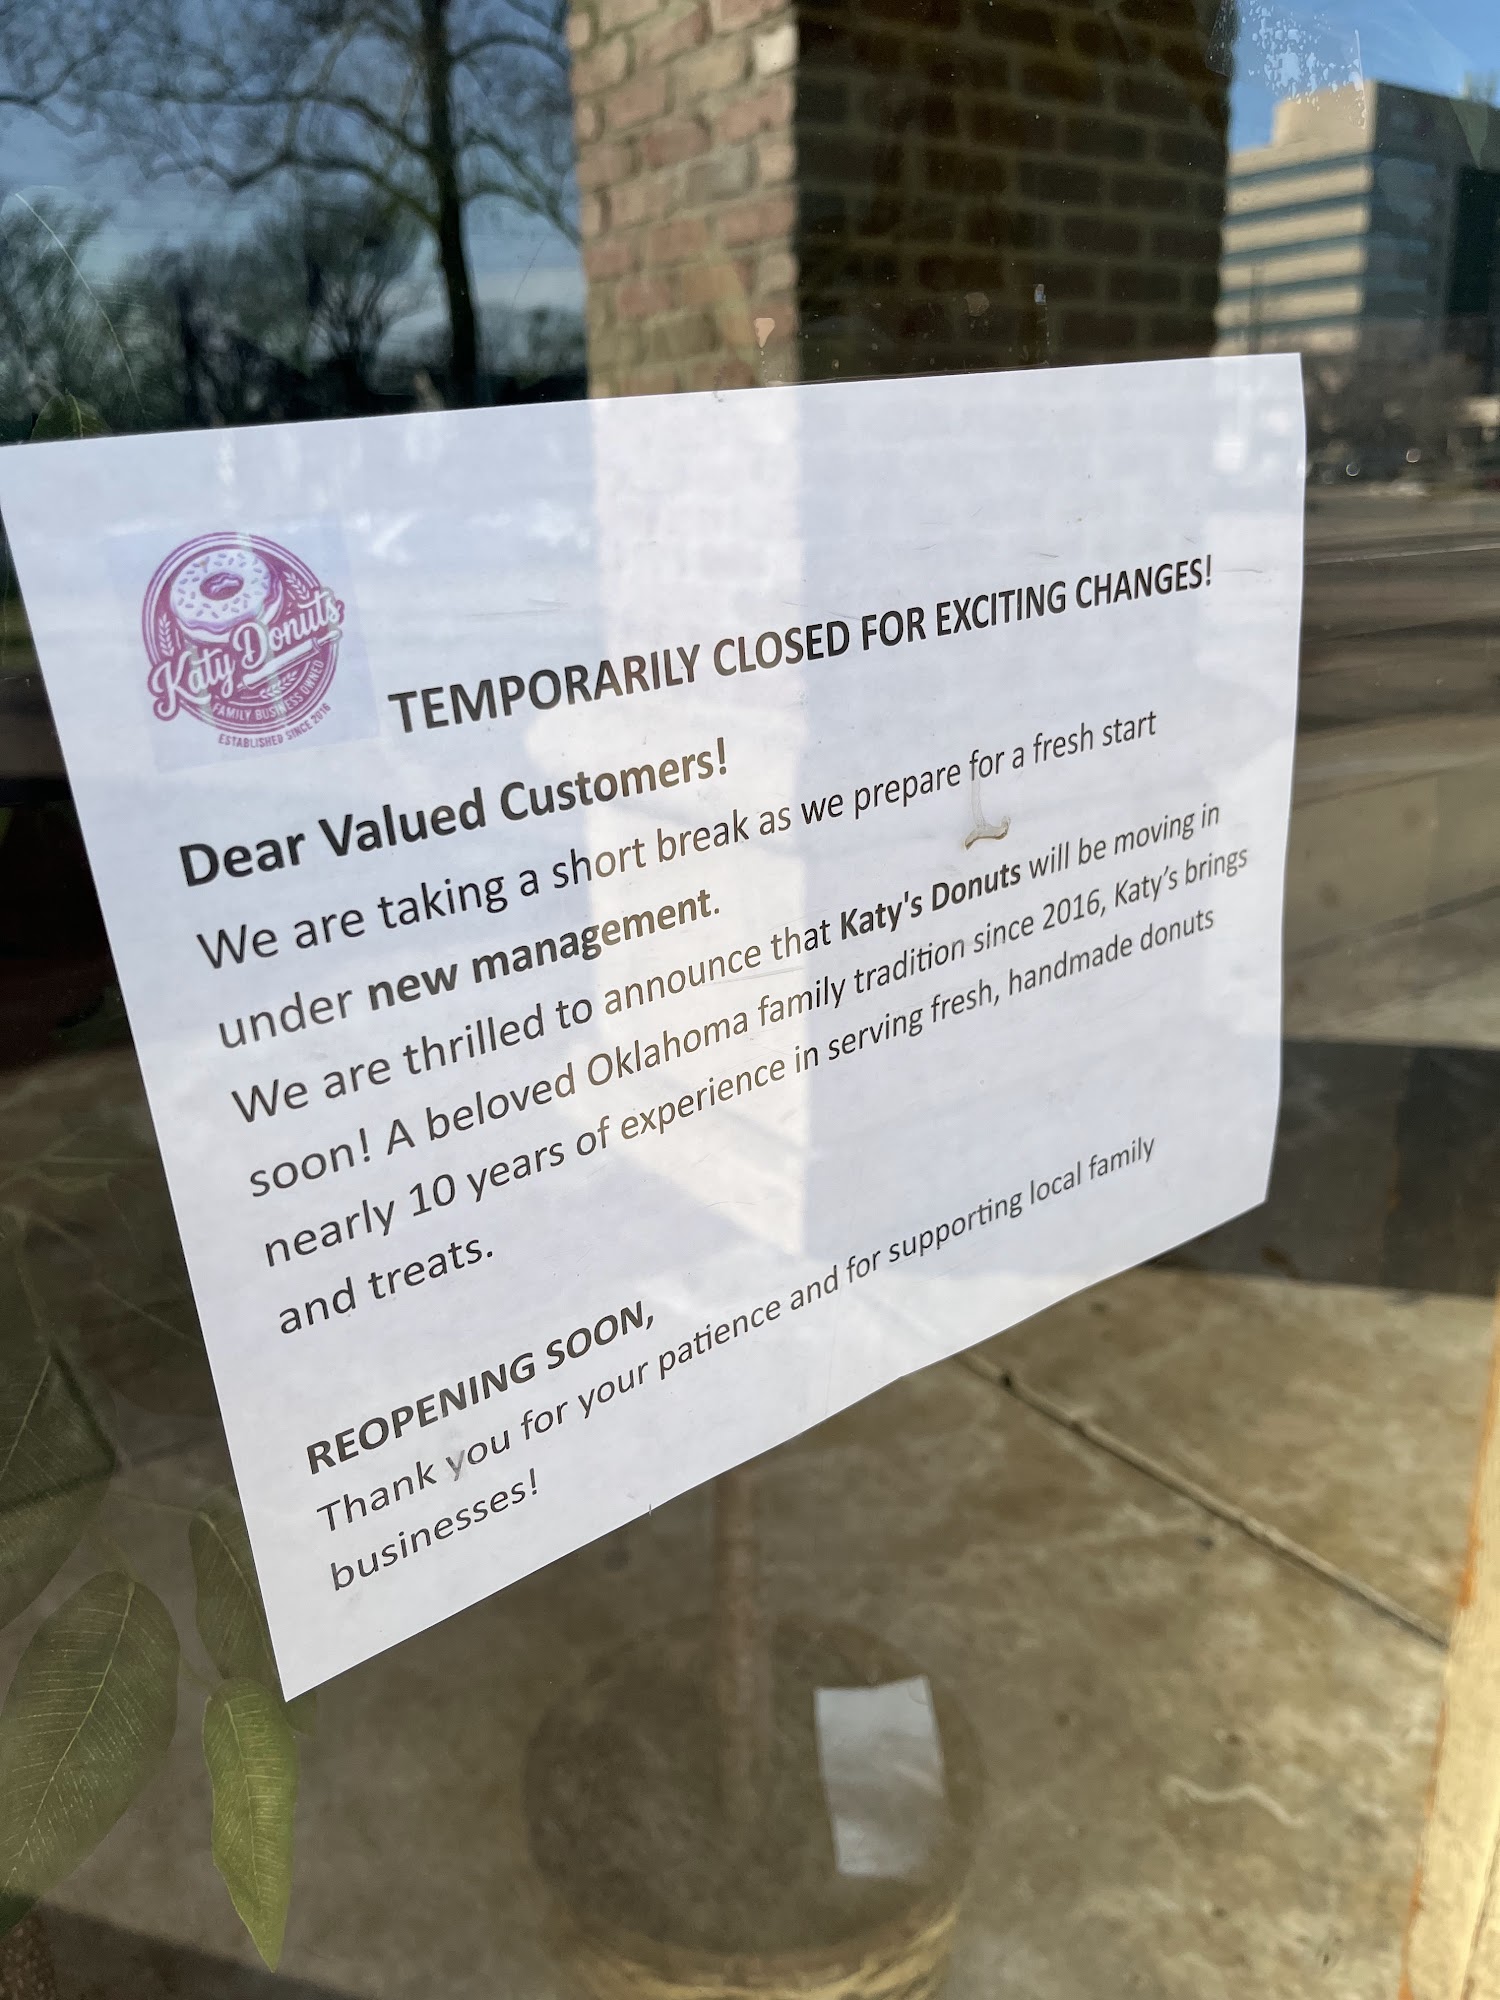 Katy Donuts
FAMILY BUSINESS OWNED
ESTABLISHED SINCE 2016
TEMPORARILY CLOSED FOR EXCITING CHANGES!
Dear Valued Customers!
We are taking a short break as we prepare for a fresh start
under new management.
We are thrilled to announce that Katy's Donuts will be moving in
soon! A beloved Oklahoma family tradition since 2016, Katy’s brings
nearly 10 years of experience in serving fresh, handmade donuts
and treats.
REOPENING SOON,
Thank you for your patience and for supporting local family
businesses!